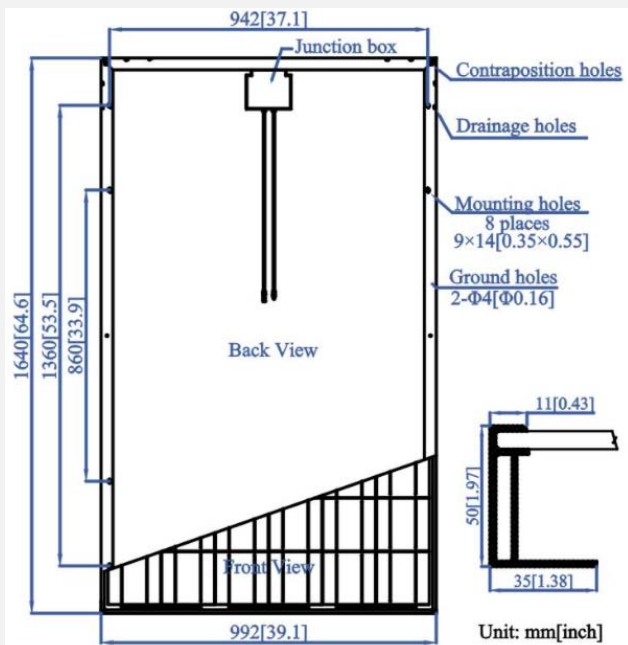 942[37.1]
Junction box
Contraposition holes
Drainage holes
Mounting holes
8 places
9×14[0.35×0.55]
Ground holes
2-Φ4[Φ0.16]
1640[64.6]
1360[53.5]
860[33.9]
Back View
Front View
992[39.1]
11[0.43]
50[1.97]
35[1.38]
Unit: mm[inch]